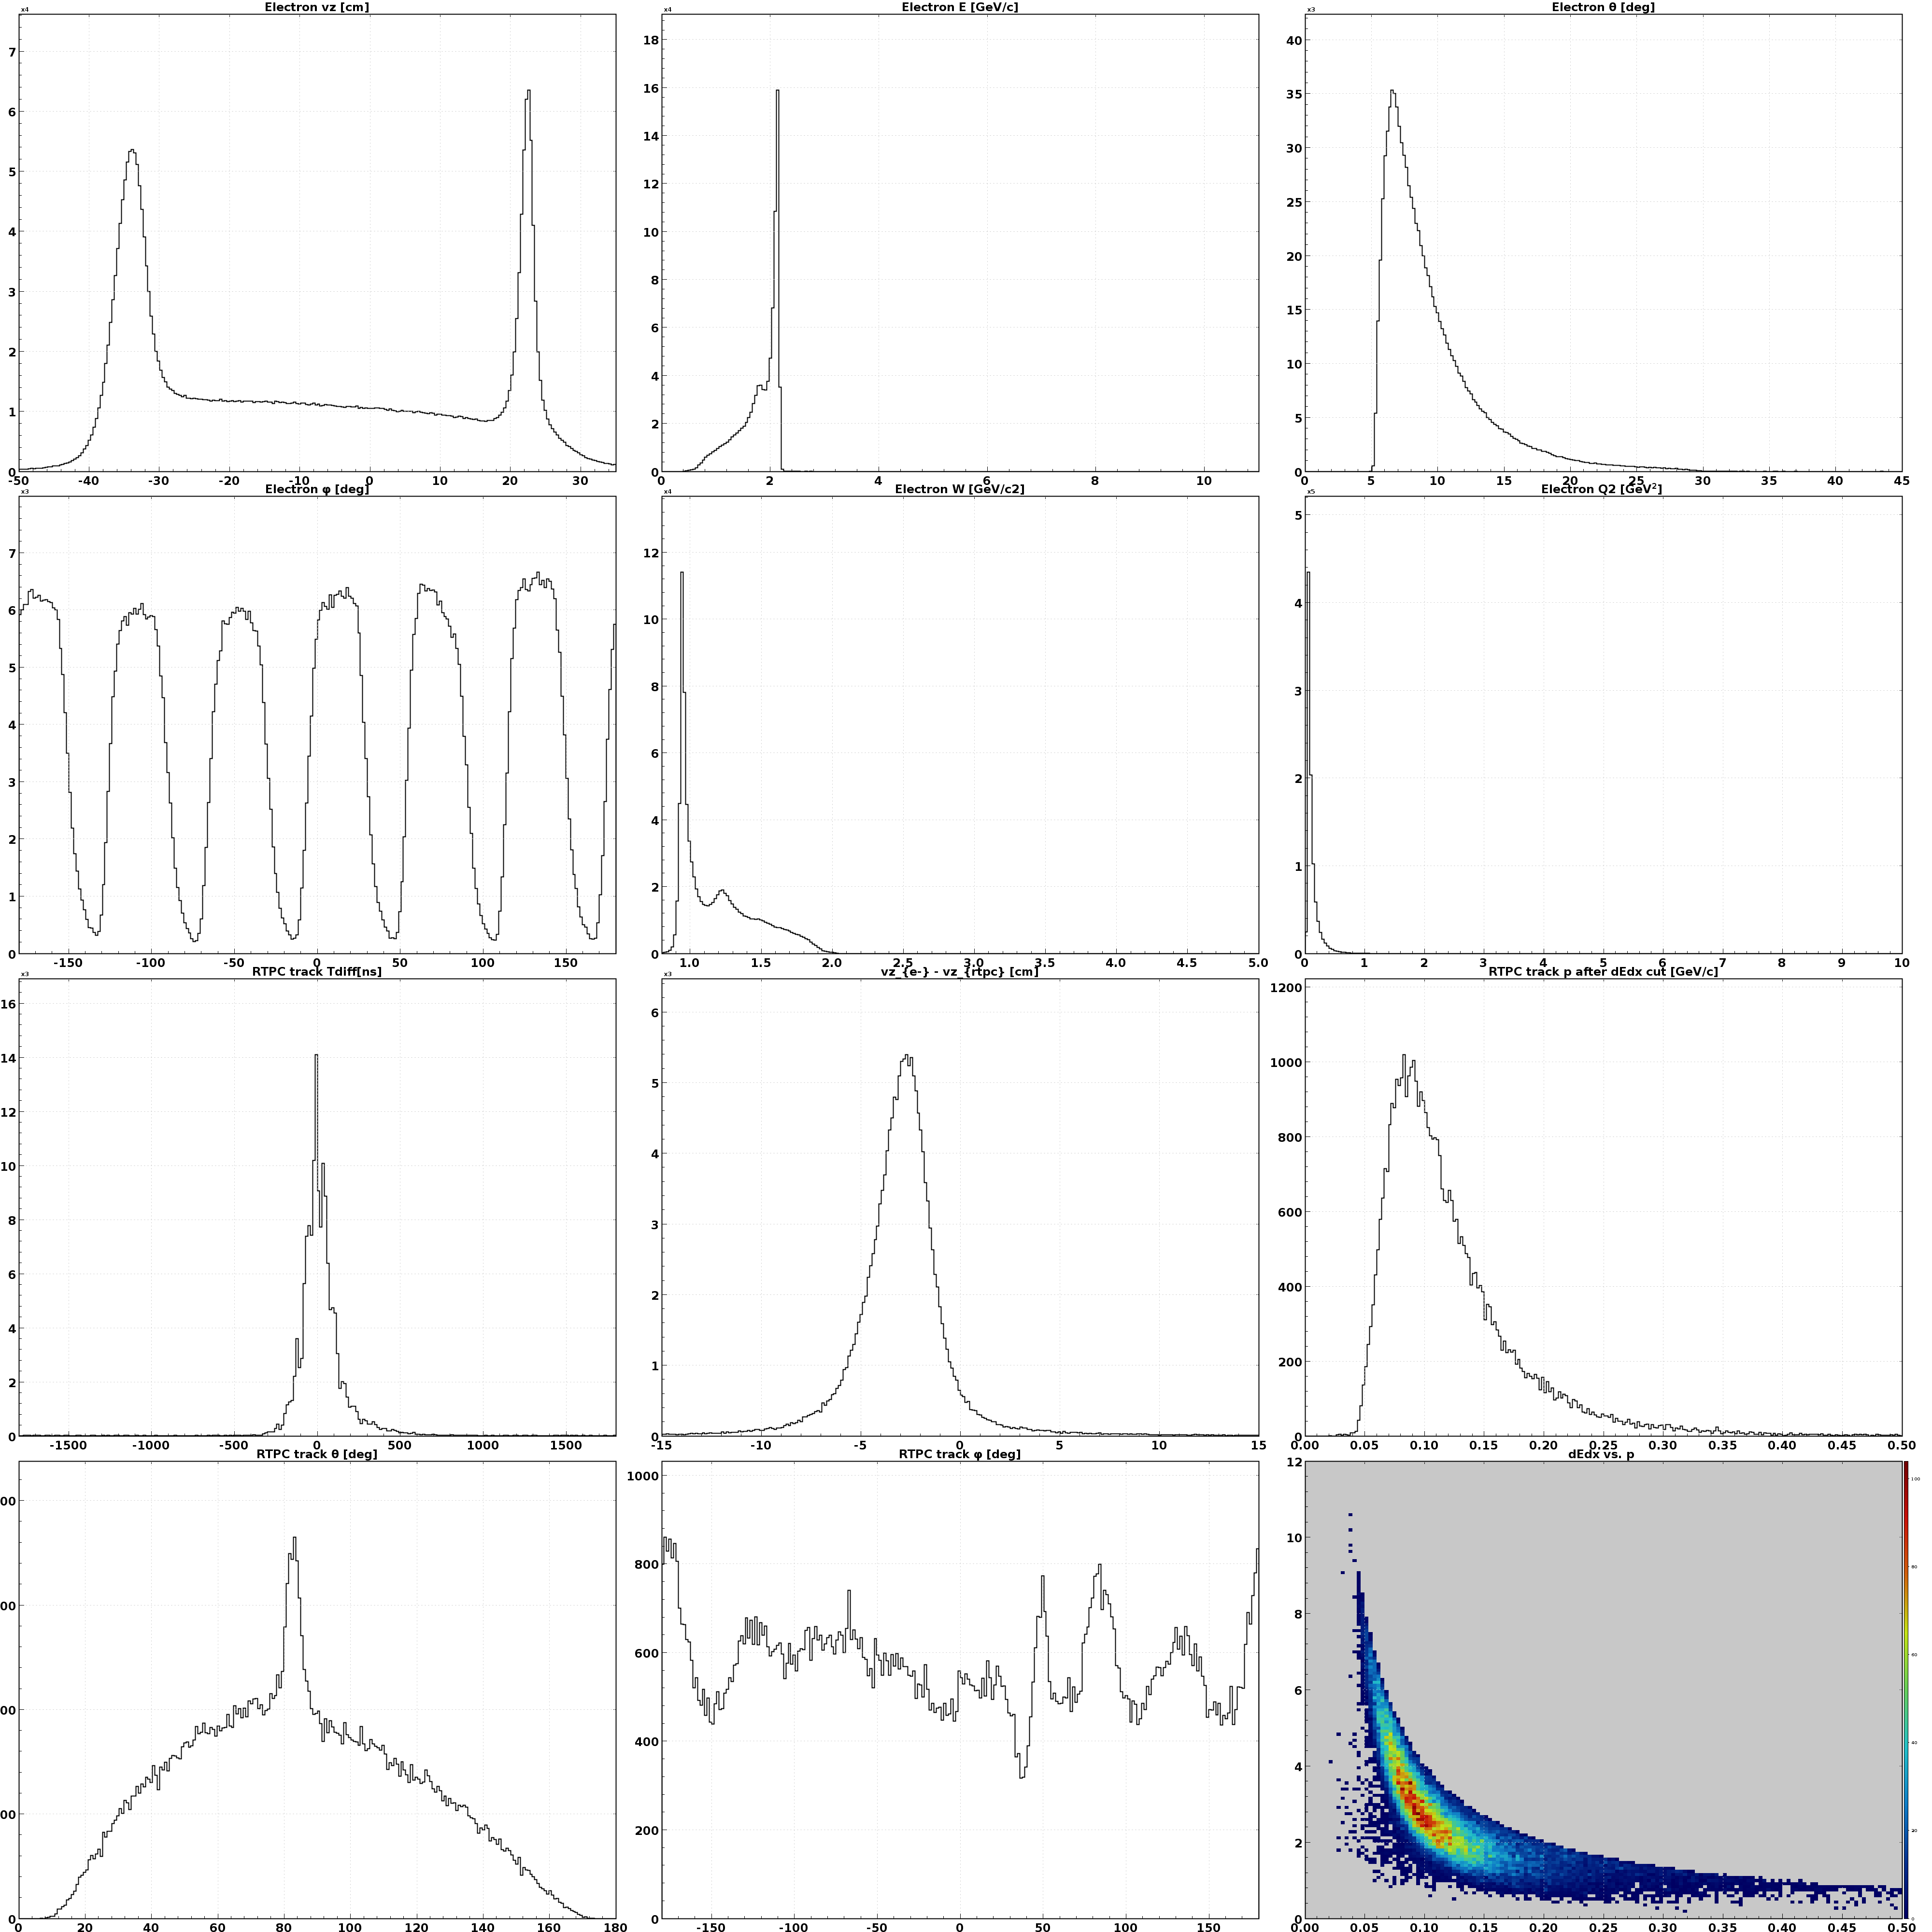 Electron vz [cm]
x4
7
6
5
4
3
2
1
0
-50 -40 -30 -20 -10 0 10 20 30
Electron E [GeV/c]
x4
18
16
14
12
10
8
6
4
2
0
0 2 4 6 8 10
Electron θ [deg]
x3
40
35
30
25
20
15
10
5
0
0 5 10 15 20 25 30 35 40 45
Electron φ [deg]
x3
7
6
5
4
3
2
1
0
-150 -100 -50 0 50 100 150
Electron W [GeV/c2]
x4
12
10
8
6
4
2
0
1.0 1.5 2.0 2.5 3.0 3.5 4.0 4.5 5.0
Electron Q2 [GeV²]
x5
5
4
3
2
1
0
0 1 2 3 4 5 6 7 8 9 10
RTPC track Tdiff[ns]
x3
16
14
12
10
8
6
4
2
0
-1500 -1000 -500 0 500 1000 1500
vz_{e-} - vz_{rtpc} [cm]
x3
6
5
4
3
2
1
0
-15 -10 -5 0 5 10 15
RTPC track p after dEdx cut [GeV/c]
1200
1000
800
600
400
200
0
0.00 0.05 0.10 0.15 0.20 0.25 0.30 0.35 0.40 0.45 0.50
RTPC track θ [deg]
00
00
00
00
0
0 20 40 60 80 100 120 140 160 180
RTPC track φ [deg]
1000
800
600
400
200
0
-150 -100 -50 0 50 100 150
dEdx vs. p
12
10
8
6
4
2
0
0.00 0.05 0.10 0.15 0.20 0.25 0.30 0.35 0.40 0.45 0.50
100
80
60
40
20